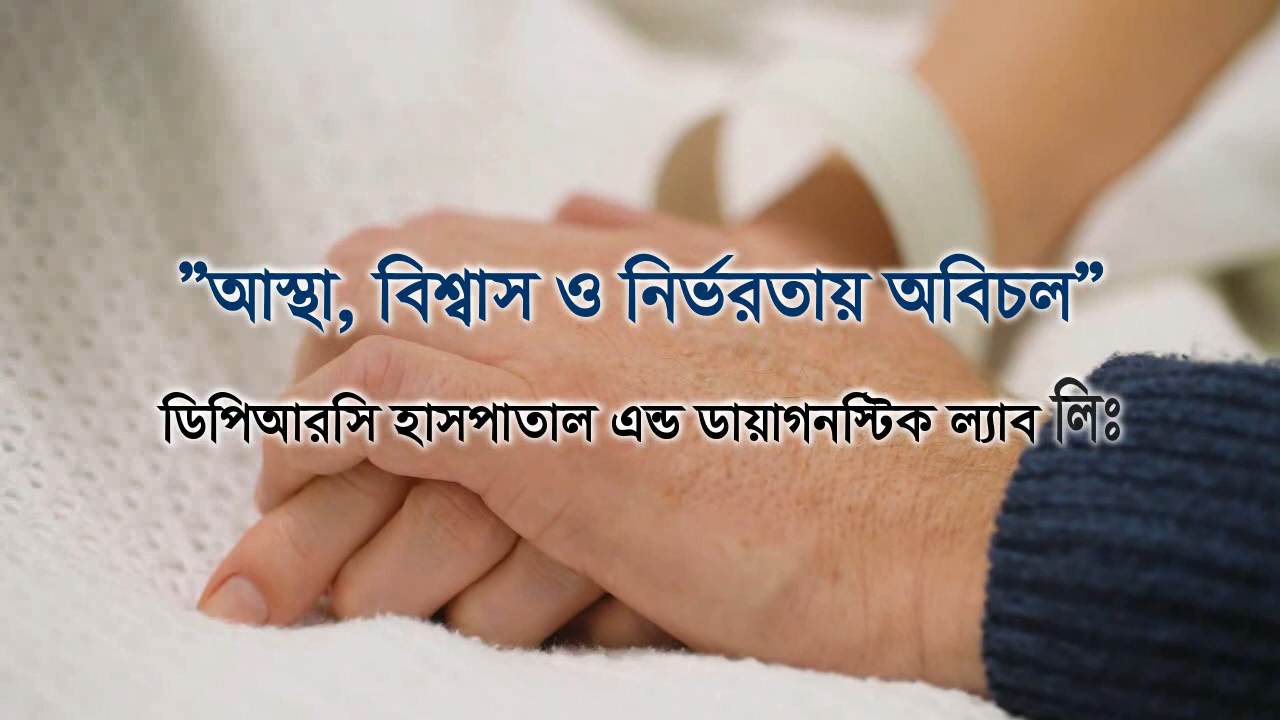 ”আস্থা, বিশ্বাস ও নির্ভরতায় অবিচল”
ডিপিআরসি হাসপাতাল এন্ড ডায়াগনস্টিক ল্যাব লিঃ